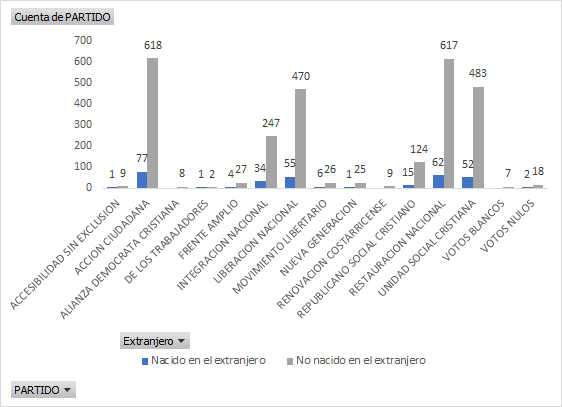 Cuenta de PARTIDO
700
600
500
400
300
200
100
0
1 9
77 618
8
1 2
4 27
34 247
55 470
6 26
1 25
9
15 124
62 617
52 483
7
2 18
ACCESIBILIDAD SIN EXCLUSION
ACCION CIUDADANA
ALIANZA DEMOCRATA CRISTIANA
DE LOS TRABAJADORES
FRENTE AMPLIO
INTEGRACION NACIONAL
LIBERACION NACIONAL
MOVIMIENTO LIBERTARIO
NUEVA GENERACION
RENOVACION COSTARRICENSE
REPUBLICANO SOCIAL CRISTIANO
RESTAURACION NACIONAL
UNIDAD SOCIAL CRISTIANA
VOTOS BLANCOS
VOTOS NULOS
Extranjero
Nacido en el extranjero No nacido en el extranjero
PARTIDO